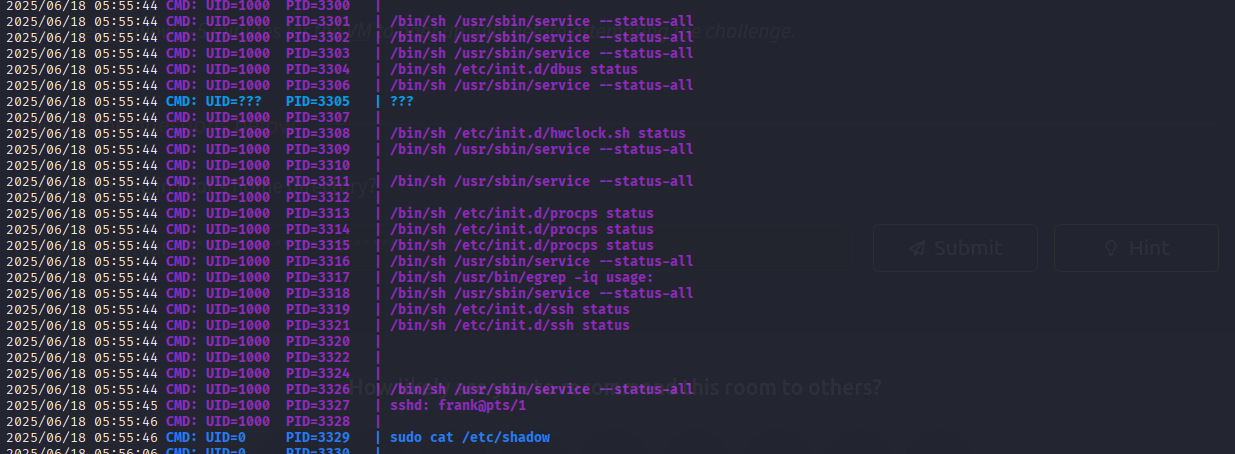 2025/06/18 05:55:44 CMD: UID=1000 PID=3300 |
2025/06/18 05:55:44 CMD: UID=1000 PID=3301 | /bin/sh /usr/sbin/service --status-all
2025/06/18 05:55:44 CMD: UID=1000 PID=3302 | /bin/sh /usr/sbin/service --status-all
2025/06/18 05:55:44 CMD: UID=1000 PID=3303 | /bin/sh /usr/sbin/service --status-all
2025/06/18 05:55:44 CMD: UID=1000 PID=3304 | /bin/sh /etc/init.d/dbus status
2025/06/18 05:55:44 CMD: UID=1000 PID=3306 | /bin/sh /usr/sbin/service --status-all
2025/06/18 05:55:44 CMD: UID=??? PID=3305 | ???
2025/06/18 05:55:44 CMD: UID=1000 PID=3307 |
2025/06/18 05:55:44 CMD: UID=1000 PID=3308 | /bin/sh /etc/init.d/hwclock.sh status
2025/06/18 05:55:44 CMD: UID=1000 PID=3309 | /bin/sh /usr/sbin/service --status-all
2025/06/18 05:55:44 CMD: UID=1000 PID=3310 |
2025/06/18 05:55:44 CMD: UID=1000 PID=3311 | /bin/sh /usr/sbin/service --status-all
2025/06/18 05:55:44 CMD: UID=1000 PID=3312 |
2025/06/18 05:55:44 CMD: UID=1000 PID=3313 | /bin/sh /etc/init.d/procps status
2025/06/18 05:55:44 CMD: UID=1000 PID=3314 | /bin/sh /etc/init.d/procps status
2025/06/18 05:55:44 CMD: UID=1000 PID=3315 | /bin/sh /etc/init.d/procps status
2025/06/18 05:55:44 CMD: UID=1000 PID=3316 | /bin/sh /usr/sbin/service --status-all
2025/06/18 05:55:44 CMD: UID=1000 PID=3317 | /bin/sh /usr/bin/egrep -iq usage:
2025/06/18 05:55:44 CMD: UID=1000 PID=3318 | /bin/sh /usr/sbin/service --status-all
2025/06/18 05:55:44 CMD: UID=1000 PID=3319 | /bin/sh /etc/init.d/ssh status
2025/06/18 05:55:44 CMD: UID=1000 PID=3321 | /bin/sh /etc/init.d/ssh status
2025/06/18 05:55:44 CMD: UID=1000 PID=3320 |
2025/06/18 05:55:44 CMD: UID=1000 PID=3322 |
2025/06/18 05:55:44 CMD: UID=1000 PID=3324 |
2025/06/18 05:55:44 CMD: UID=1000 PID=3326 | /bin/sh /usr/sbin/service --status-all
2025/06/18 05:55:45 CMD: UID=1000 PID=3327 | sshd: frank@pts/1
2025/06/18 05:55:46 CMD: UID=1000 PID=3328 |
2025/06/18 05:55:46 CMD: UID=0 PID=3329 | sudo cat /etc/shadow
2025/06/18 05:56:06 CMD: UID=0 PID=3330 |
challenge.
Submit
Hint
How likely are you to recommend this room to others?